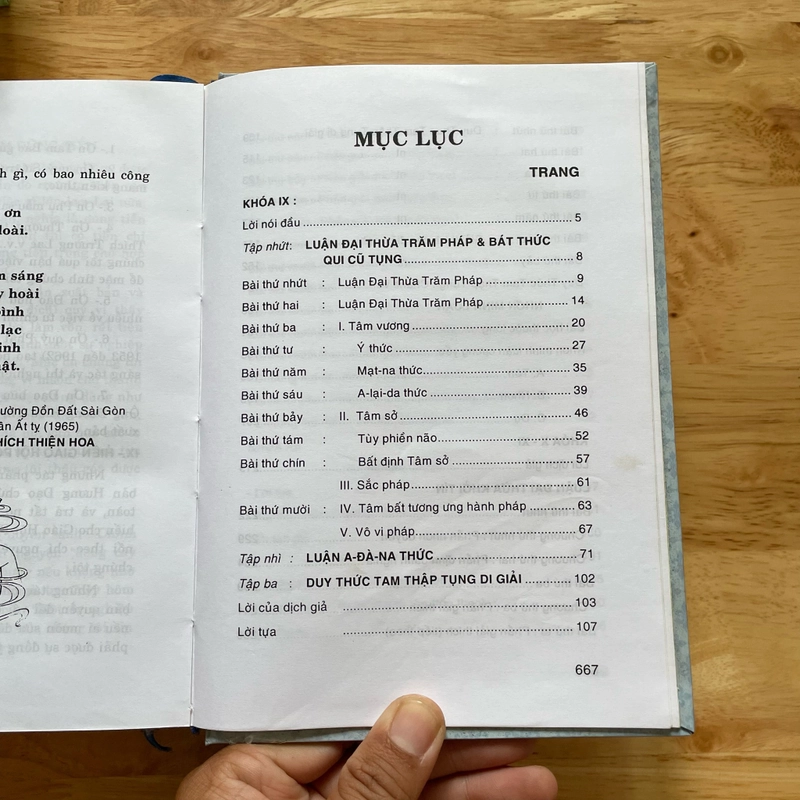 h gì, có bao nhiêu công
ơn
loài.
n sáng
y hoài
bình
lạc
inh
hật.
ường Đồn Đất Sài Gòn
ân Ất tỵ (1965)
HÍCH THIỆN HOA
MỤC LỤC
TRANG
KHÓA IX :
Lời nói đầu ........ 5
Tập nhứt: LUẬN ĐẠI THỪA TRĂM PHÁP & BÁT THỨC
QUI CŨ TỤNG ........ 8
Bài thứ nhứt : Luận Đại Thừa Trăm Pháp ........ 9
Bài thứ hai : Luận Đại Thừa Trăm Pháp ........ 14
Bài thứ ba : I. Tâm vương ........ 20
Bài thứ tư : Ý thức ........ 27
Bài thứ năm : Mạt-na thức ........ 35
Bài thứ sáu : A-lại-da thức ........ 39
Bài thứ bảy : II. Tâm sở ........ 46
Bài thứ tám : Tùy phiền não ........ 52
Bài thứ chín : Bất định Tâm sở ........ 57
III. Sắc pháp ........ 61
Bài thứ mười : IV. Tâm bất tương ưng hành pháp ........ 63
V. Vô vi pháp ........ 67
Tập nhì : LUẬN A-ĐÀ-NA THỨC ........ 71
Tập ba : DUY THỨC TAM THẬP TỤNG DI GIẢI ........ 102
Lời của dịch giả ........ 103
Lời tựa ........ 107
667